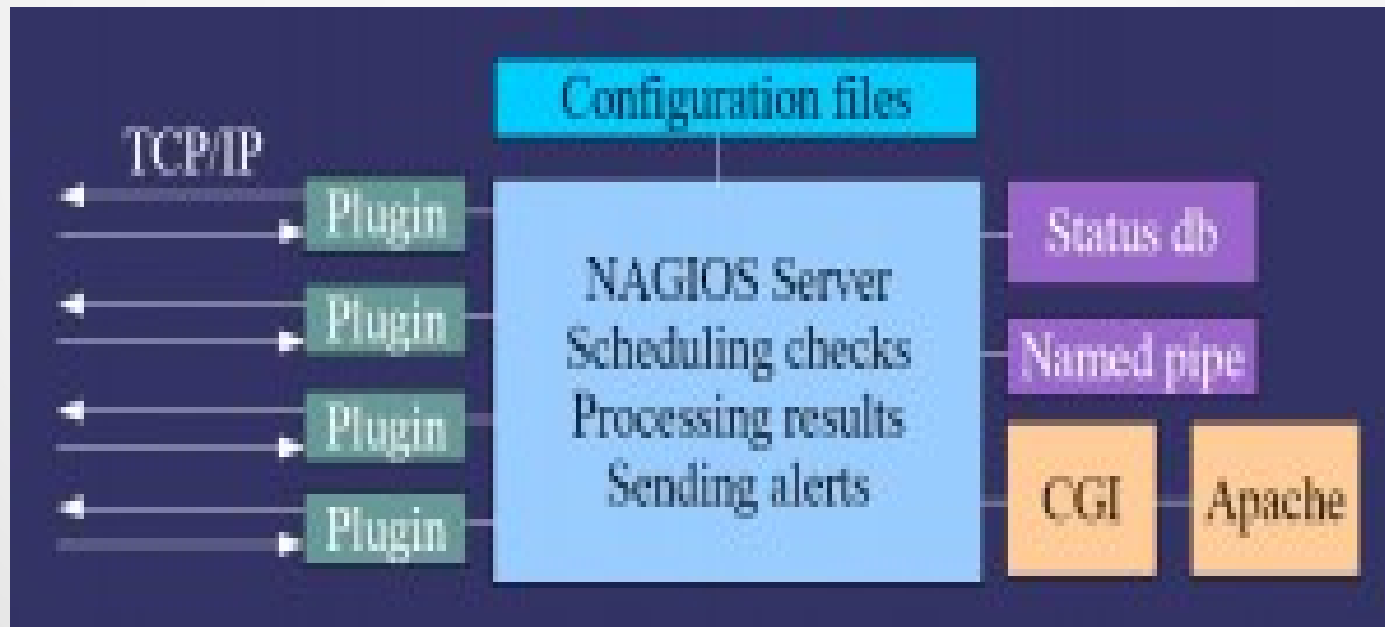 Configuration files
TCP/IP
Plugin
Plugin
Plugin
Plugin
NAGIOS Server
Scheduling checks
Processing results
Sending alerts
Status db
Named pipe
CGI
Apache